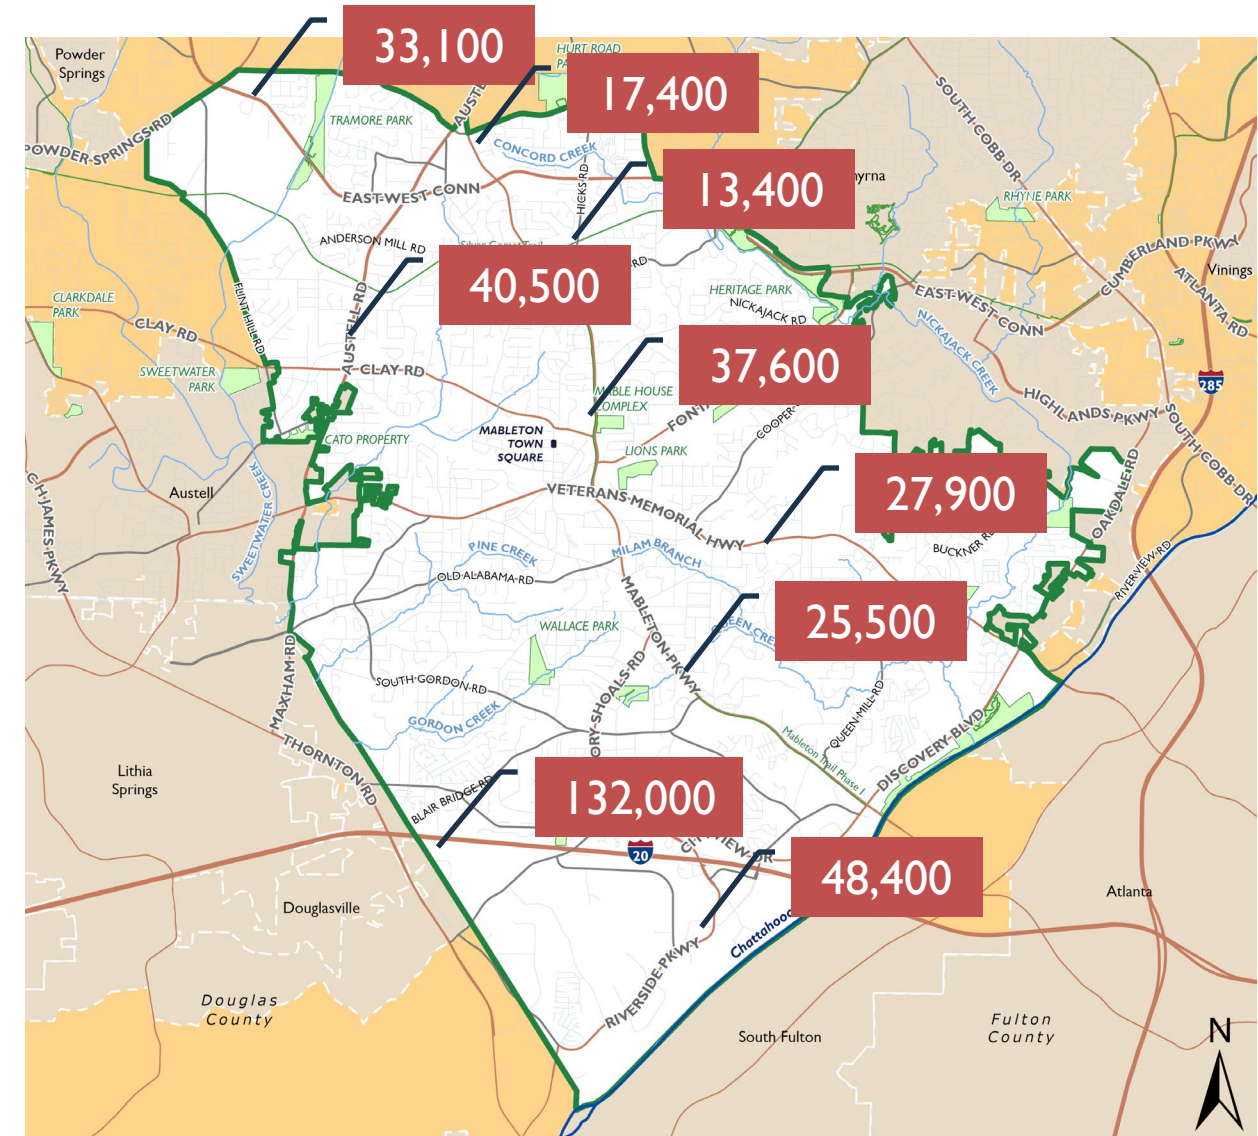 33,100
Powder
Springs
HURT ROAD
17,400
TRAMORE PARK
POWDER SPRINGS RD
CONCORD CREEK
SOUTH COBB DR
13,400
HICKS RD
EAST-WEST CONN
RHYNE PARK
ANDERSON MILL RD
Silver Comet Trail
RD
CUMBERLAND PKWY
Vinings
ATLANTA RD
40,500
HERITAGE PARK
NICKAJACK RD
EAST-WEST CONN
NICKAJACK CREEK
CLARKDALE
PARK
CLAY RD
FLINT HILL RD
AUSTELL RD
CLAY RD
37,600
SWEETWATER
PARK
285
HIGHLANDS PKWY
SOUTH COBB DR
COMPLEX
MABLETON
TOWN
SQUARE
CATO PROPERTY
LIONS PARK
OAKDALE RD
C H JAMES PKWY
Austell
SWEETWATER CREEK
VETERANS MEMORIAL HWY
27,900
PINE CREEK
MILAM BRANCH
OLD ALABAMA RD
RIVERVIEW RD
WALLACE PARK
MABLETON PKWY
25,500
MAXHAM RD
SOUTH GORDON RD
GORDON CREEK
QUEEN MILL RD
Mableton Trail Phase I
DISCOVERY BLVD
THORNTON RD
Lithia
Springs
BLAIR BRIDGE RD
132,000
20
48,400
Douglasville
Atlanta
RIVERSIDE PKWY
Douglas
County
South Fulton
Fulton
County
N